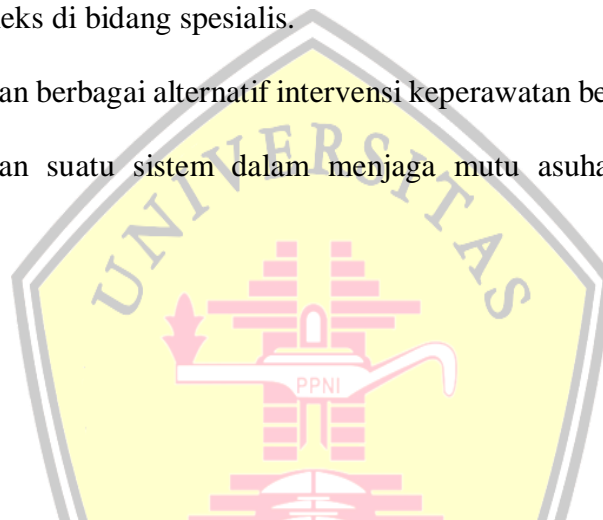 eks di bidang spesialis.
an berbagai alternatif intervensi keperawatan be
an suatu sistem dalam menjaga mutu asuha
UNIVERSITAS
PPNI